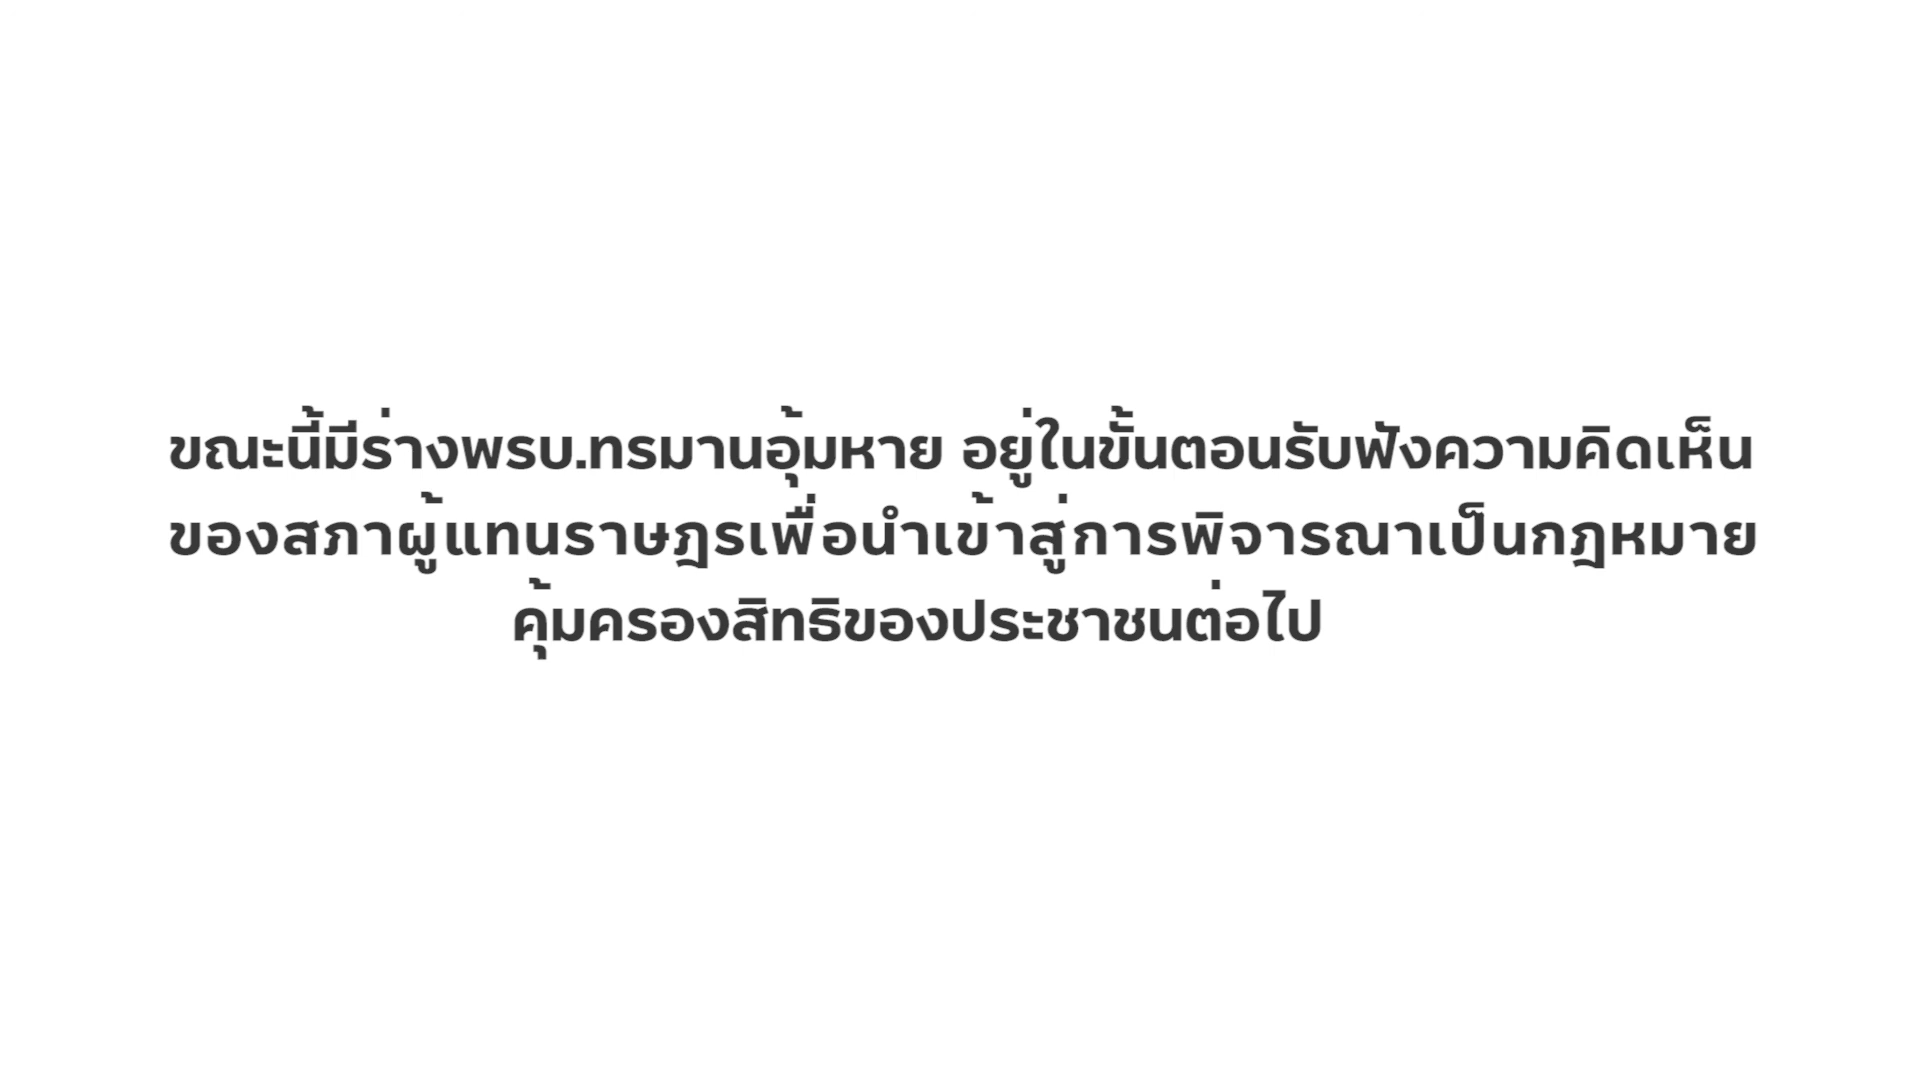 ขณะนี้มีร่างพรบ.ทรมานอุ้มหาย อยู่ในขั้นตอนรับฟังความคิดเห็น
ของสภาผู้แทนราษฎรเพื่อนำเข้าสู่การพิจารณาเป็นกฎหมาย
คุ้มครองสิทธิของประชาชนต่อไป